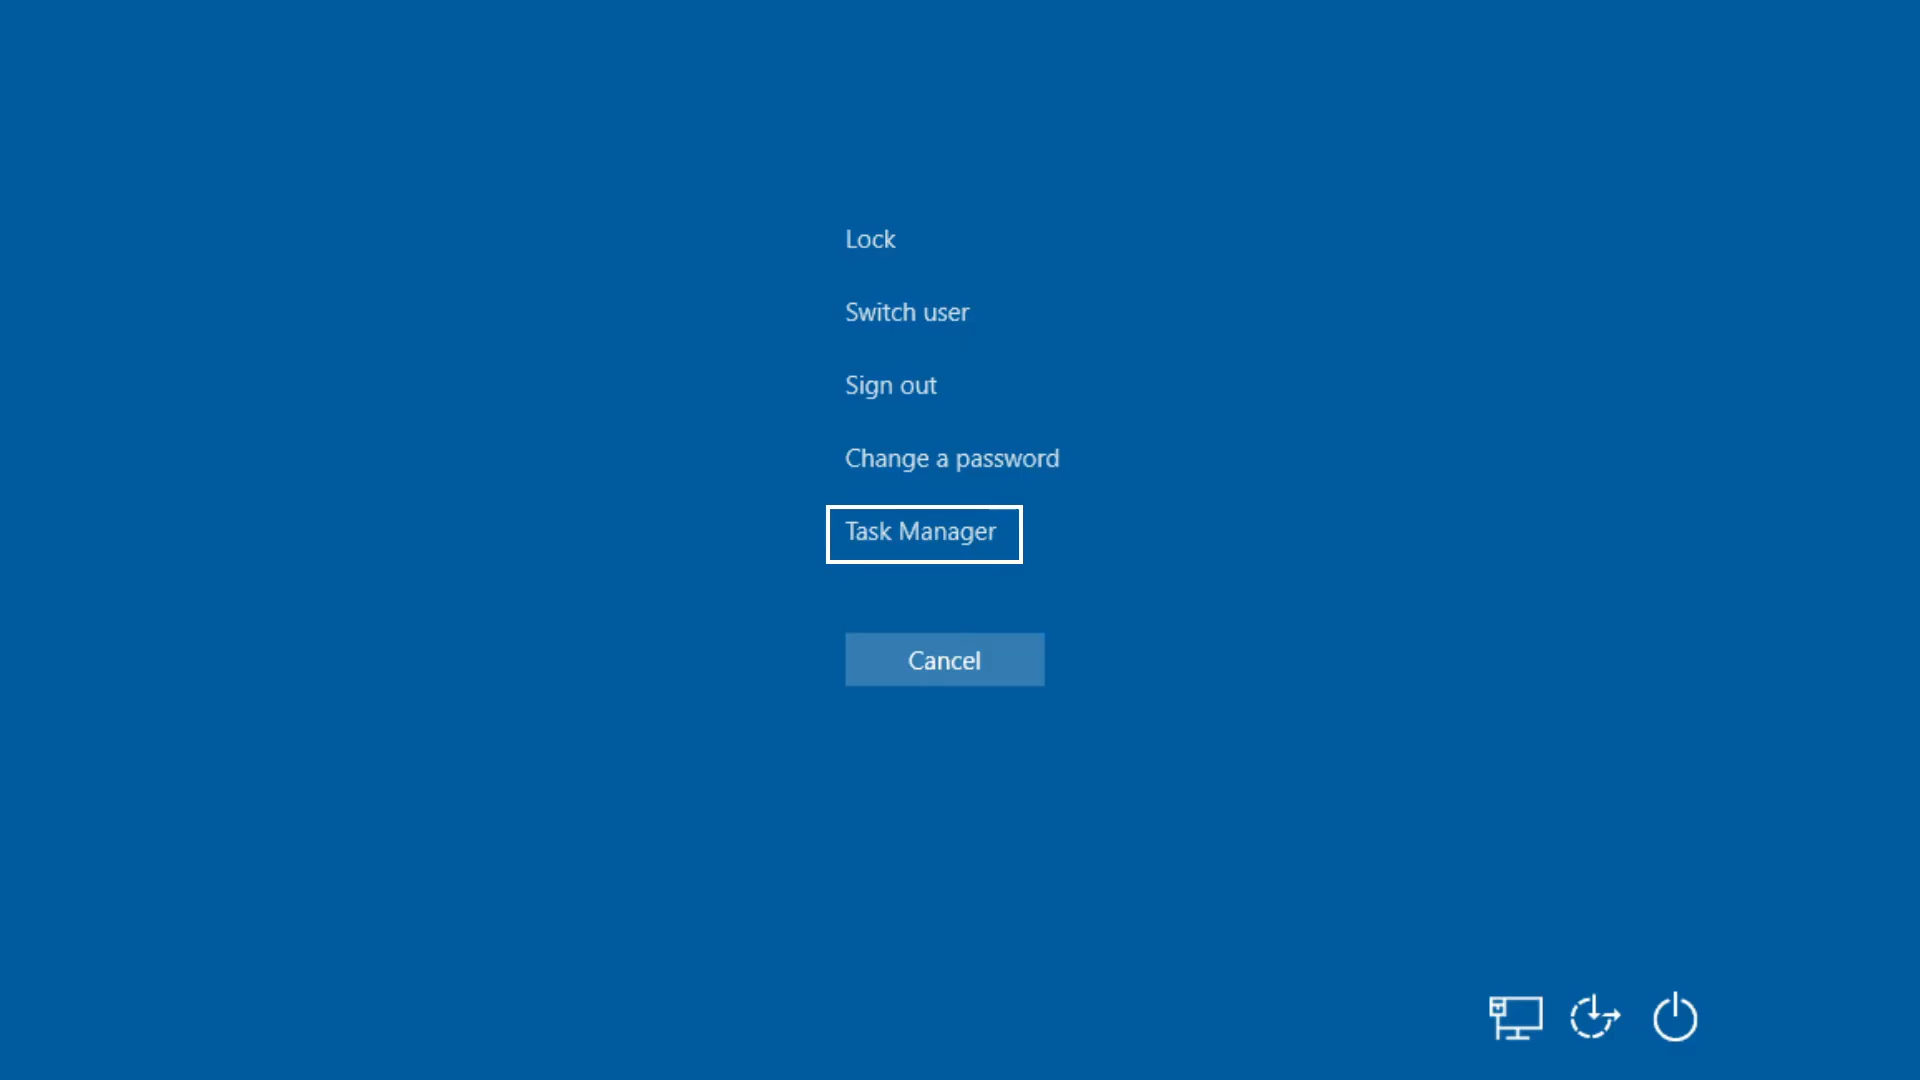 Lock
Switch user
Sign out
Change a password
Task Manager
Cancel